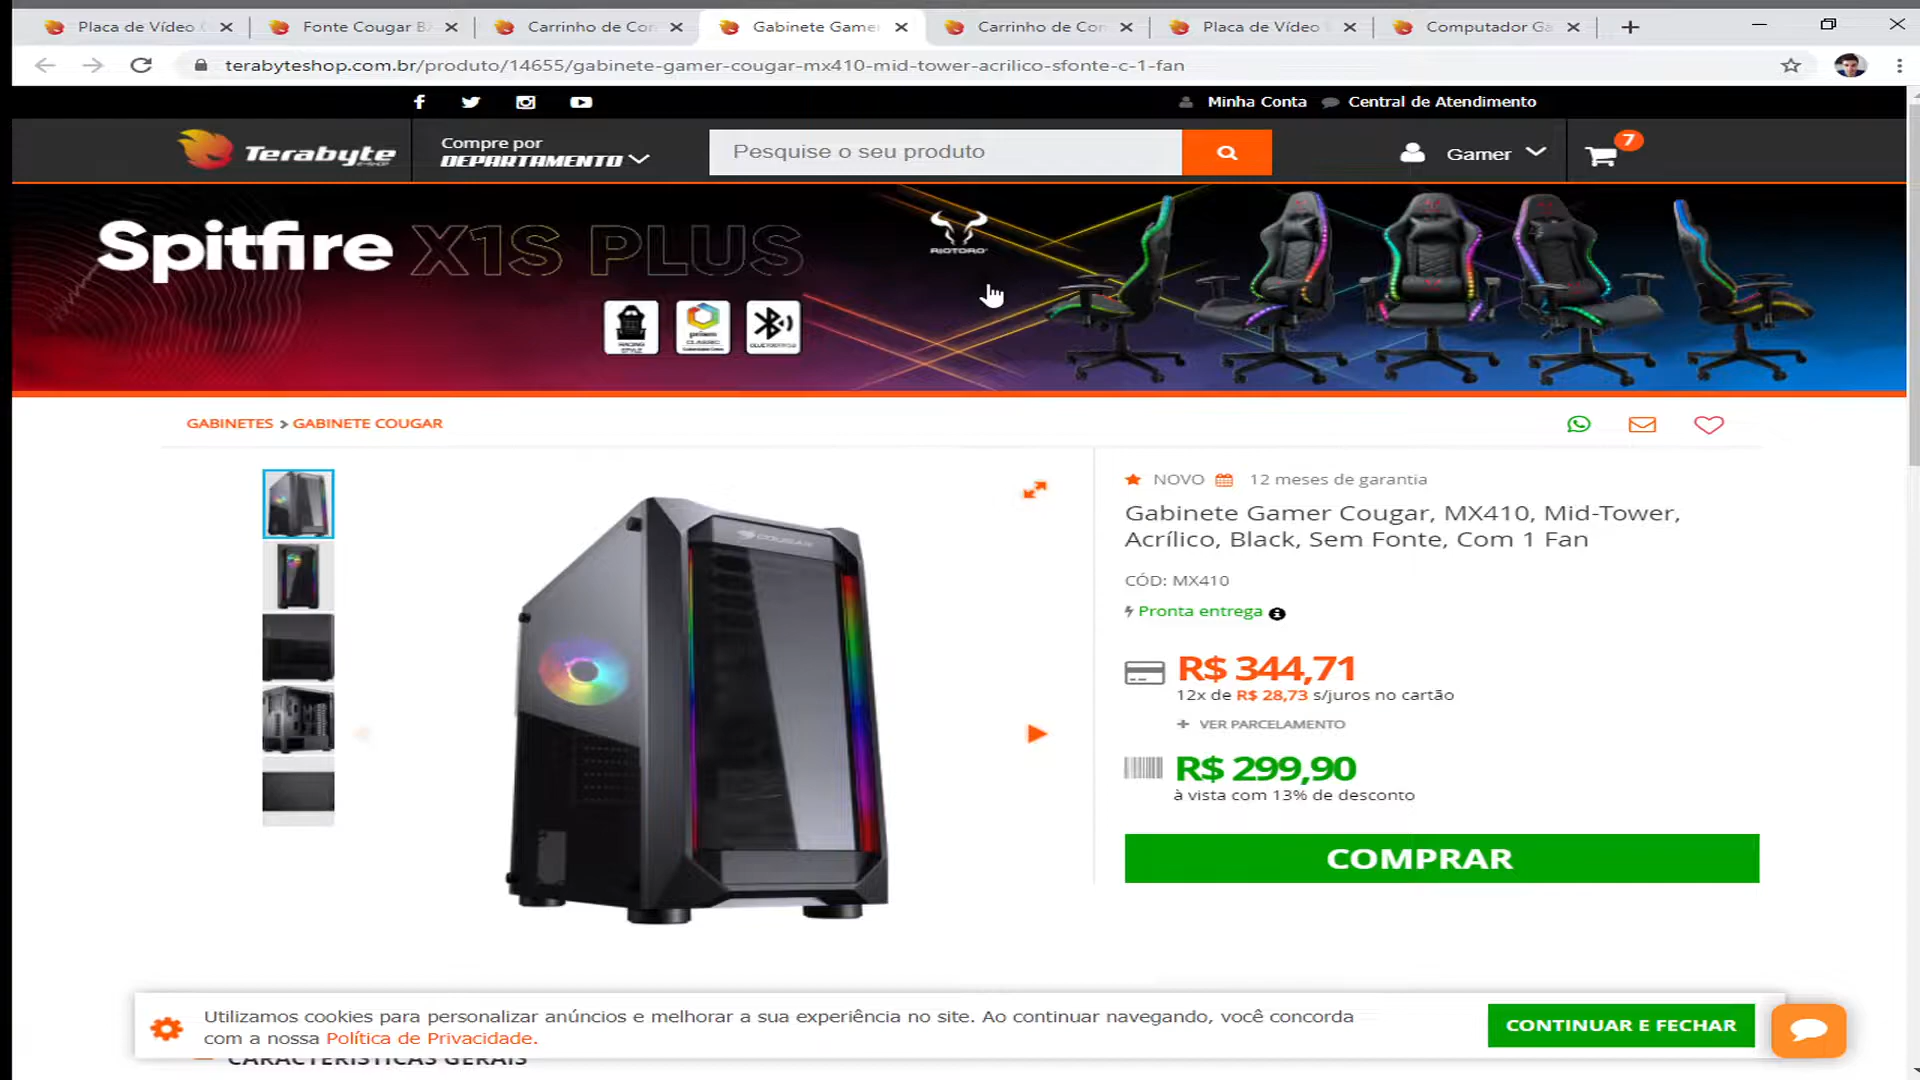 Placa de Vídeo
Fonte Cougar
Carrinho de Con
Gabinete Game
Carrinho de Con
Placa de Vídeo
Computador Ga
terabyteshop.com.br/produto/14655/gabinete-gamer-cougar-mx410-mid-tower-acrilico-sfonte-c-1-fan
Minha Conta
Central de Atendimento
Terabyte
Compre por
DEPARTAMENTO
Pesquise o seu produto
Gamer
7
Spitfire X1S PLUS
RIOTORO
CLASSIC
GABINETES > GABINETE COUGAR
NOVO
12 meses de garantia
Gabinete Gamer Cougar, MX410, Mid-Tower,
Acrílico, Black, Sem Fonte, Com 1 Fan
CÓD: MX410
Pronta entrega
COUGAR
R$ 344,71
12x de R$ 28,73 s/juros no cartão
+ VER PARCELAMENTO
R$ 299,90
à vista com 13% de desconto
COMPRAR
Utilizamos cookies para personalizar anúncios e melhorar a sua experiência no site. Ao continuar navegando, você concorda
com a nossa Política de Privacidade.
CONTINUAR E FECHAR
CARACTERÍSTICAS GERAIS